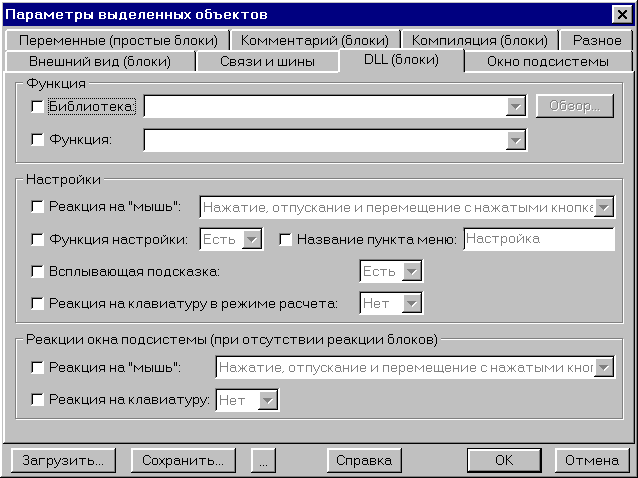 Параметры выделенных объектов
Переменные (простые блоки) Комментарий (блоки) Компиляция (блоки) Разное
Внешний вид (блоки) Связи и шины DLL (блоки) Окно подсистемы
Функция
Библиотека: Обзор...
Функция:
Настройки
Реакция на "мышь": Нажатие, отпускание и перемещение с нажатыми кнопка
Функция настройки: Есть Название пункта меню: Настройка
Всплывающая подсказка: Есть
Реакция на клавиатуру в режиме расчета: Нет
Реакции окна подсистемы (при отсутствии реакции блоков)
Реакция на "мышь": Нажатие, отпускание и перемещение с нажатыми кноп
Реакция на клавиатуру: Нет
Загрузить... Сохранить... ... Справка OK Отмена